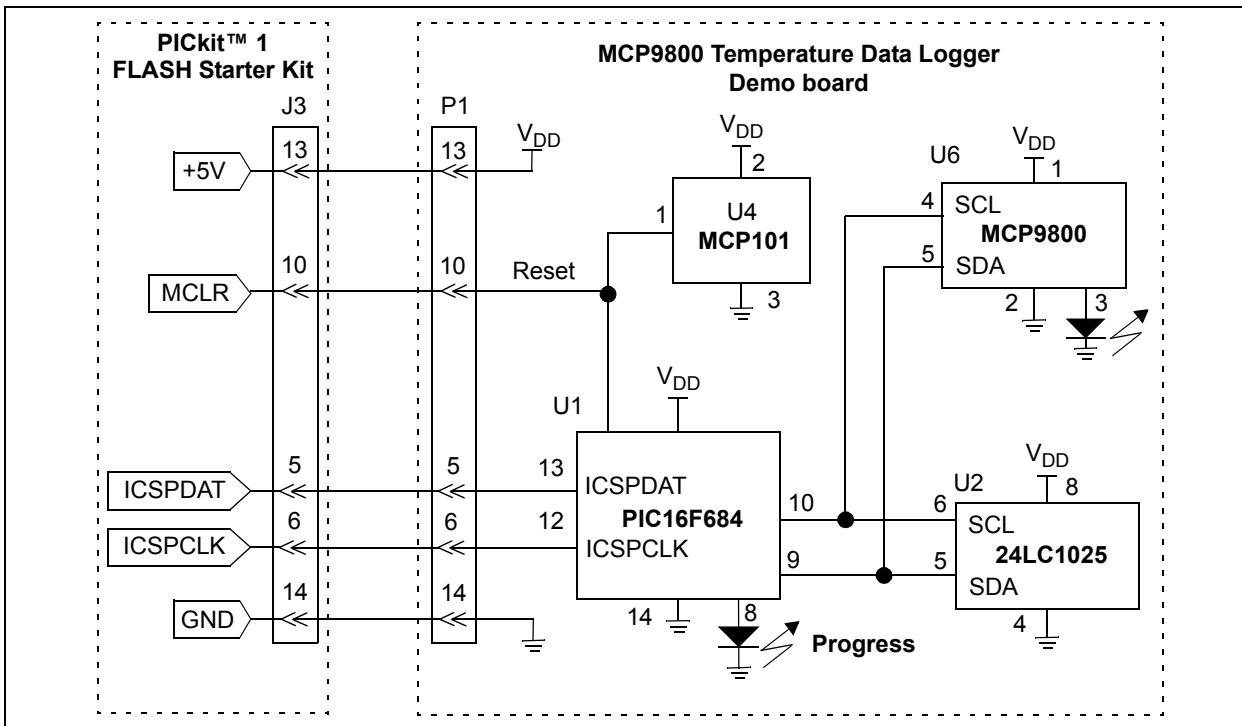 PICkit™ 1
FLASH Starter Kit
J3
+5V
13
MCLR
10
ICSPDAT
5
ICSPCLK
6
GND
14
MCP9800 Temperature Data Logger
Demo board
P1
13
VDD
10
Reset
5
6
14
VDD
2
1
U4
MCP101
3
U6
VDD
1
4
SCL
MCP9800
5
SDA
2
3
VDD
U1
13
ICSPDAT
PIC16F684
12
ICSPCLK
10
9
14
8
Progress
VDD
U2
8
6
SCL
24LC1025
5
SDA
4